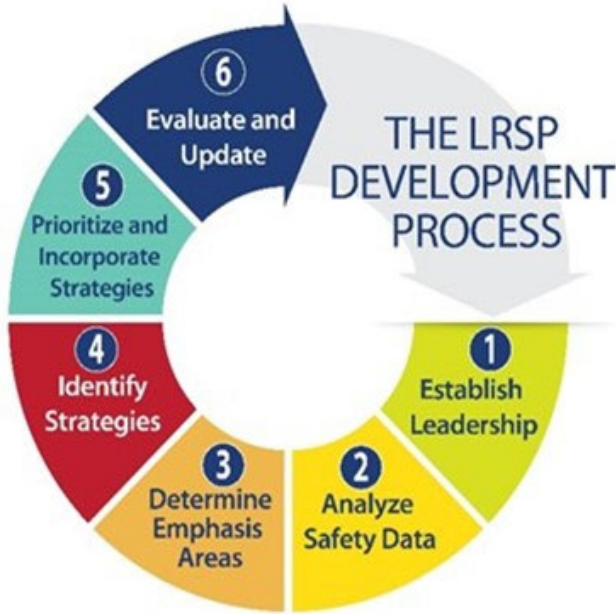 THE LRSP
DEVELOPMENT
PROCESS
1
Establish
Leadership
2
Analyze
Safety Data
3
Determine
Emphasis
Areas
4
Identify
Strategies
5
Prioritize and
Incorporate
Strategies
6
Evaluate and
Update